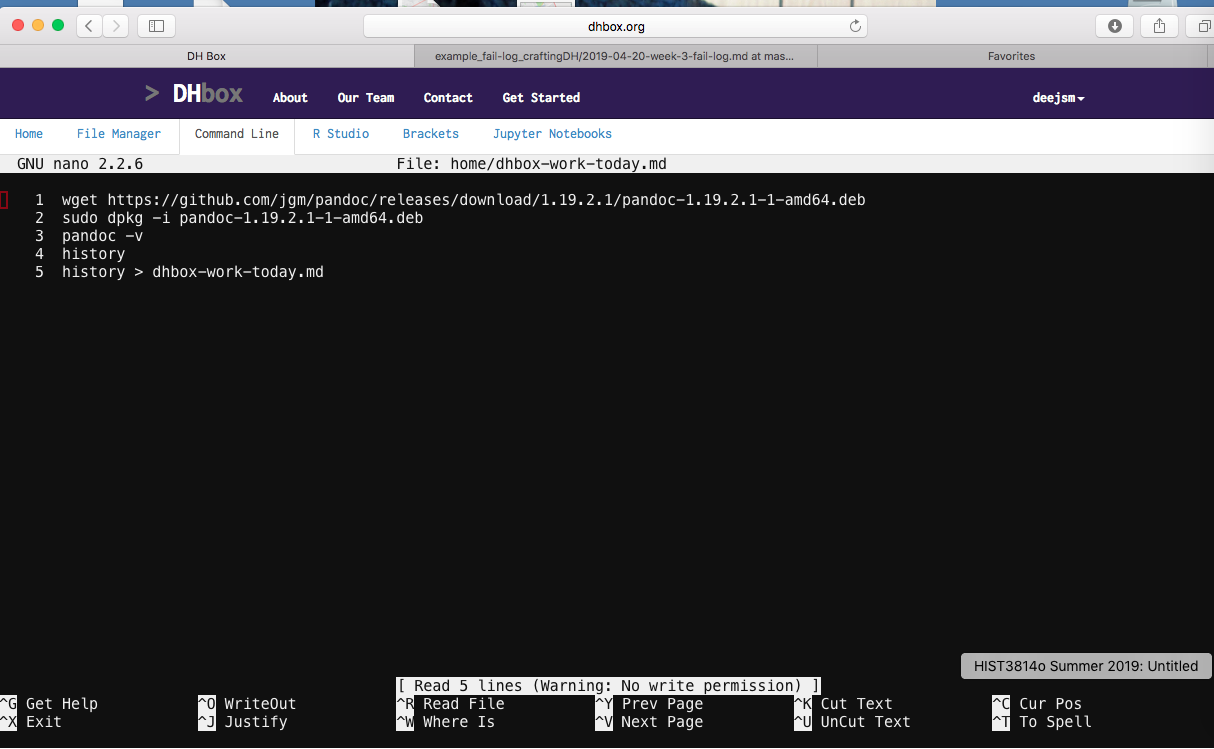 dhbox.org
DH Box
example_fail-log_craftingDH/2019-04-20-week-3-fail-log.md at mas...
Favorites
> DHbox About Our Team Contact Get Started deejsm
Home File Manager Command Line R Studio Brackets Jupyter Notebooks
GNU nano 2.2.6 File: home/dhbox-work-today.md
1 wget https://github.com/jgm/pandoc/releases/download/1.19.2.1/pandoc-1.19.2.1-1-amd64.deb
2 sudo dpkg -i pandoc-1.19.2.1-1-amd64.deb
3 pandoc -v
4 history
5 history > dhbox-work-today.md
HIST3814o Summer 2019: Untitled
[ Read 5 lines (Warning: No write permission) ]
^G Get Help ^O WriteOut ^R Read File ^Y Prev Page ^K Cut Text ^C Cur Pos
^X Exit ^J Justify ^W Where Is ^V Next Page ^U UnCut Text ^T To Spell